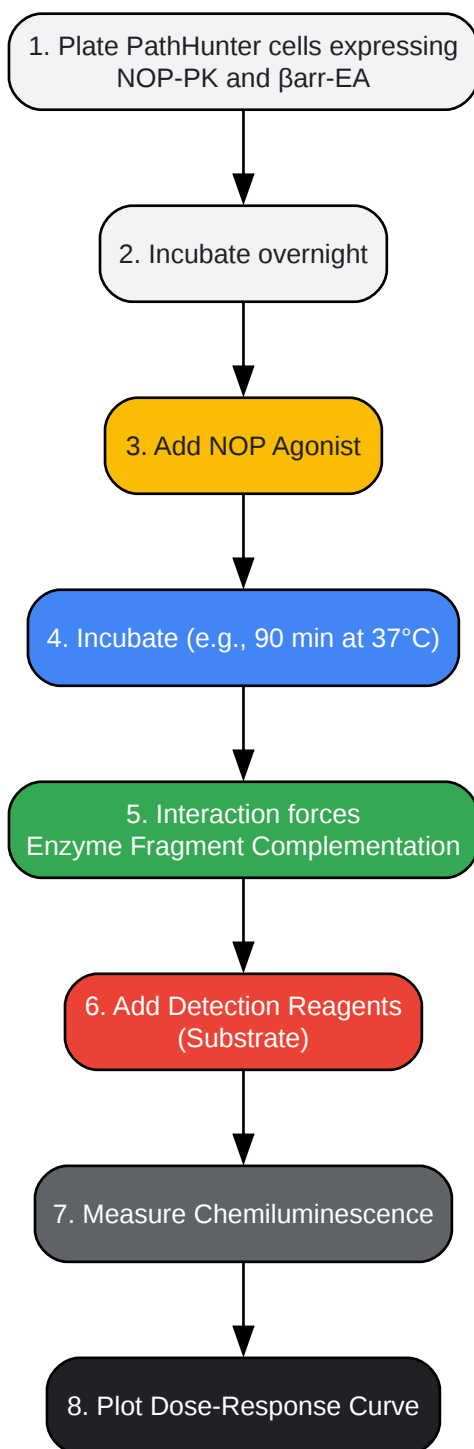 1. Plate PathHunter cells expressing
NOP-PK and βarr-EA
2. Incubate overnight
3. Add NOP Agonist
4. Incubate (e.g., 90 min at 37°C)
5. Interaction forces
Enzyme Fragment Complementation
6. Add Detection Reagents
(Substrate)
7. Measure Chemiluminescence
8. Plot Dose-Response Curve